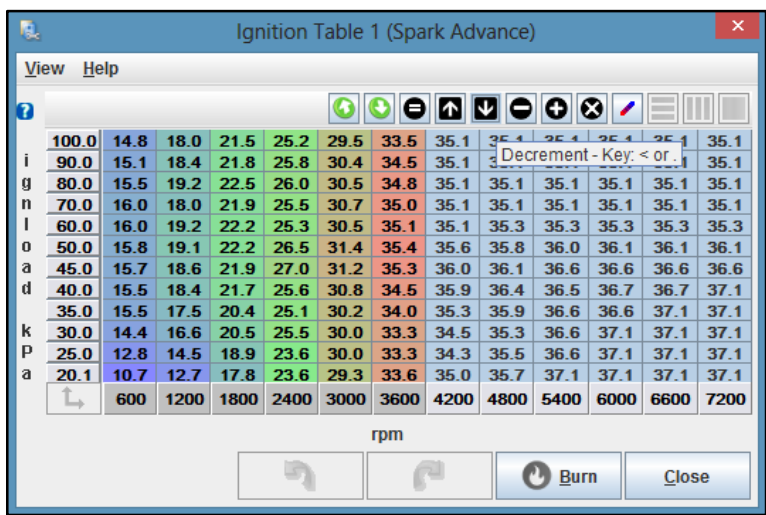 Ignition Table 1 (Spark Advance)
View Help
100.0 14.8 18.0 21.5 25.2 29.5 33.5 35.1 35.1 35.1 35.1 35.1 35.1
Decrement - Key: < or .
90.0 15.1 18.4 21.8 25.8 30.4 34.5 35.1 35.1
80.0 15.5 19.2 22.5 26.0 30.5 34.8 35.1 35.1 35.1 35.1 35.1 35.1
70.0 16.0 18.0 21.9 25.5 30.7 35.0 35.1 35.1 35.1 35.1 35.1 35.1
60.0 16.0 19.2 22.2 25.3 30.5 35.1 35.1 35.3 35.3 35.3 35.3 35.3
50.0 15.8 19.1 22.2 26.5 31.4 35.4 35.6 35.8 36.0 36.1 36.1 36.1
45.0 15.7 18.6 21.9 27.0 31.2 35.3 36.0 36.1 36.6 36.6 36.6 36.6
40.0 15.5 18.4 21.7 25.6 30.8 34.5 35.9 36.4 36.5 36.7 36.7 37.1
35.0 15.5 17.5 20.4 25.1 30.2 34.0 35.3 35.9 36.6 36.6 37.1 37.1
30.0 14.4 16.6 20.5 25.5 30.0 33.3 34.5 35.3 36.6 37.1 37.1 37.1
25.0 12.8 14.5 18.9 23.6 30.0 33.3 34.3 35.5 36.6 37.1 37.1 37.1
20.1 10.7 12.7 17.8 23.6 29.3 33.6 35.0 35.7 37.1 37.1 37.1 37.1
ignload kPa
600 1200 1800 2400 3000 3600 4200 4800 5400 6000 6600 7200
rpm
Burn Close